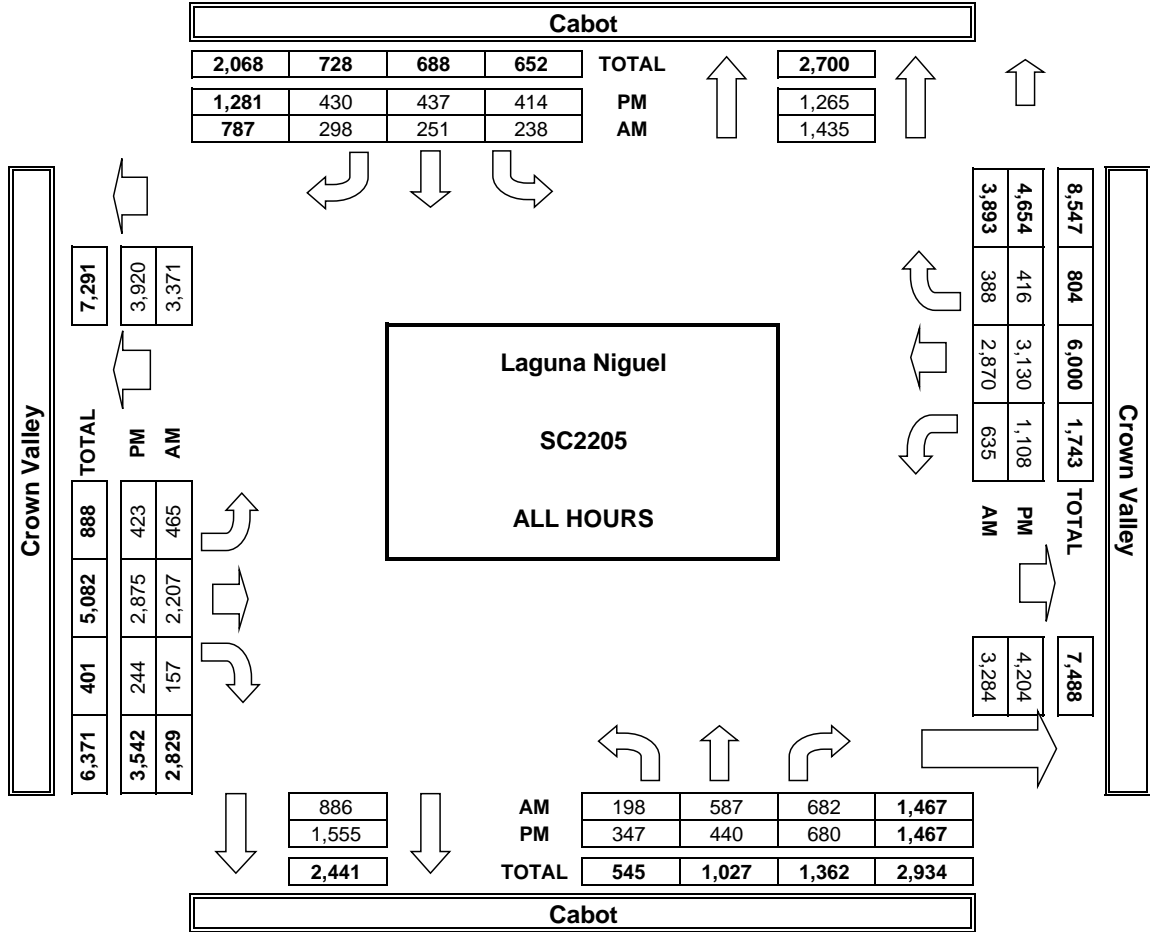 Cabot
2,068 728 688 652 TOTAL 2,700
1,281 430 437 414 PM 1,265
787 298 251 238 AM 1,435
Crown Valley
7,291
3,920
3,371
TOTAL
PM
AM
888 5,082 401 6,371
423 2,875 244 3,542
465 2,207 157 2,829
Laguna Niguel
SC2205
ALL HOURS
8,547 804 6,000 1,743 TOTAL 7,488
4,654 416 3,130 1,108 PM 4,204
3,893 388 2,870 635 AM 3,284
Crown Valley
886 AM 198 587 682 1,467
1,555 PM 347 440 680 1,467
2,441 TOTAL 545 1,027 1,362 2,934
Cabot